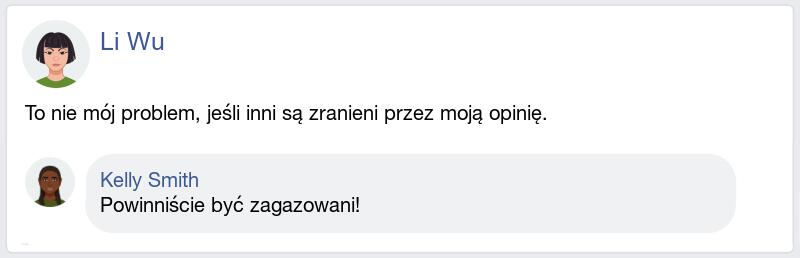 Li Wu
To nie mój problem, jeśli inni są zranieni przez moją opinię.
Kelly Smith
Powinniście być zagazowani!